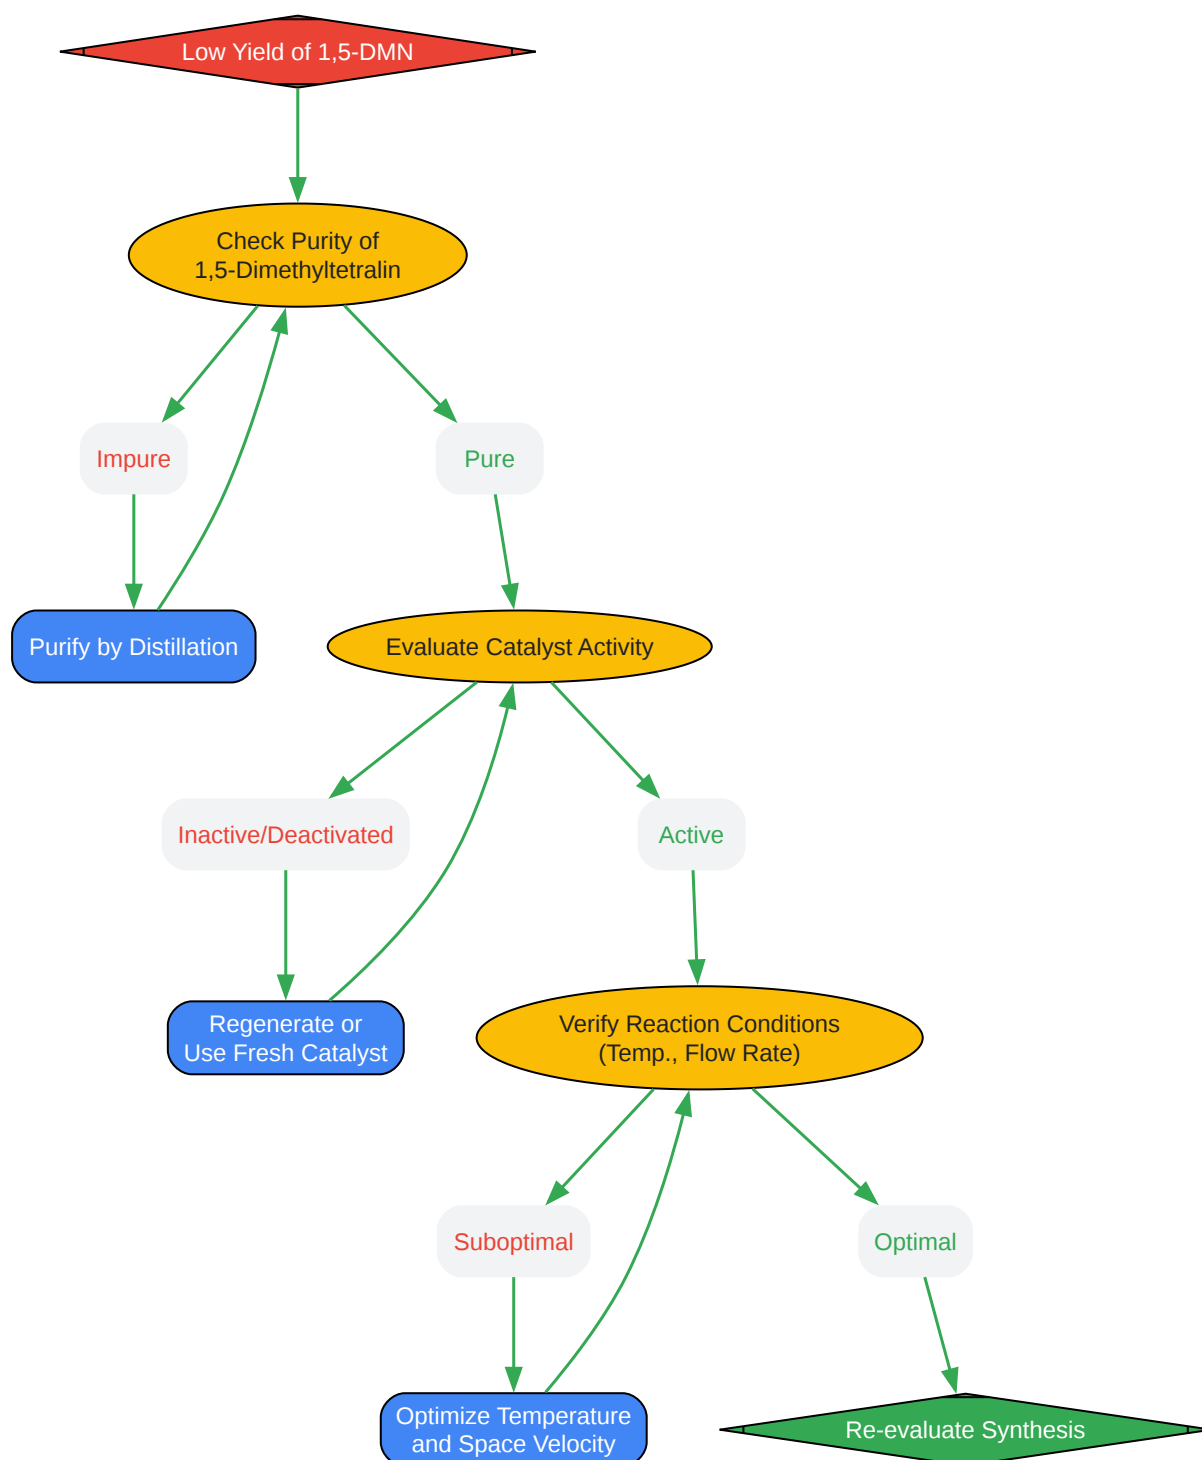 Low Yield of 1,5-DMN
Check Purity of
1,5-Dimethyltetralin
Impure
Pure
Purify by Distillation
Evaluate Catalyst Activity
Inactive/Deactivated
Active
Regenerate or
Use Fresh Catalyst
Verify Reaction Conditions
(Temp., Flow Rate)
Suboptimal
Optimal
Optimize Temperature
and Space Velocity
Re-evaluate Synthesis